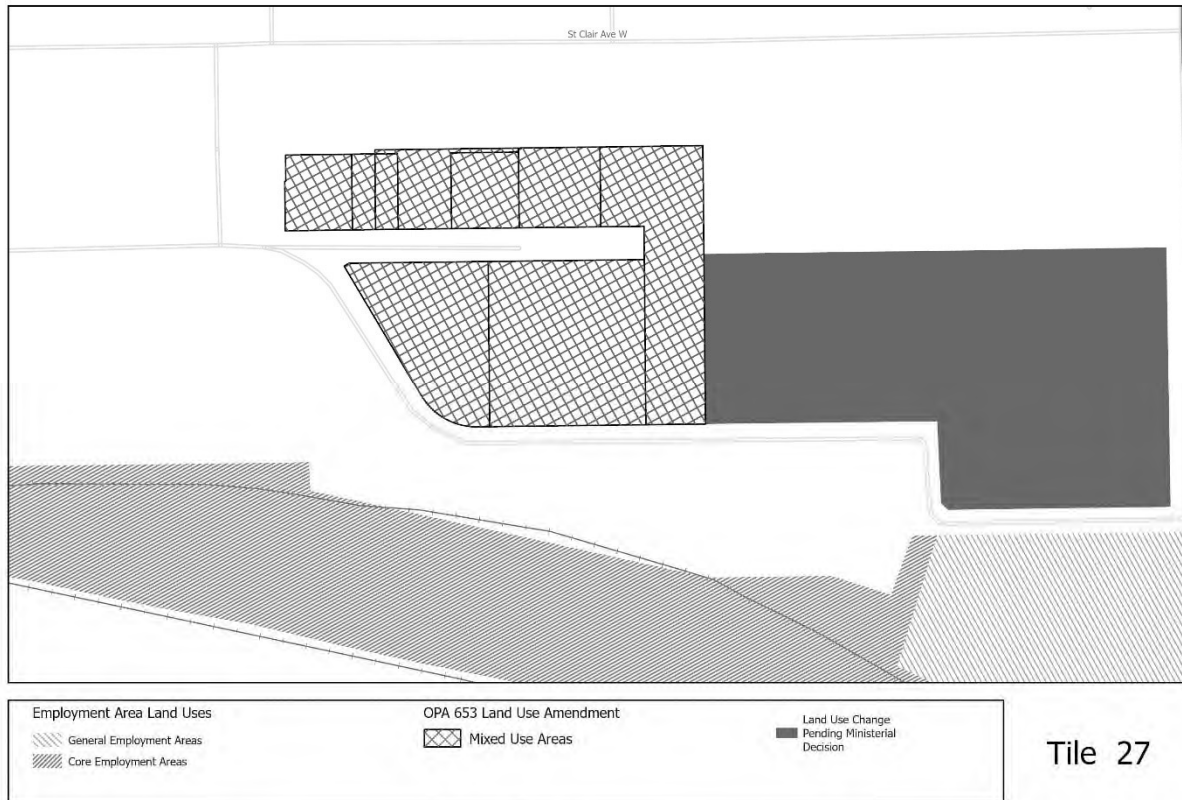 St Clair Ave W
Employment Area Land Uses
General Employment Areas
Core Employment Areas
OPA 653 Land Use Amendment
Mixed Use Areas
Land Use Change
Pending Ministerial
Decision
Tile 27